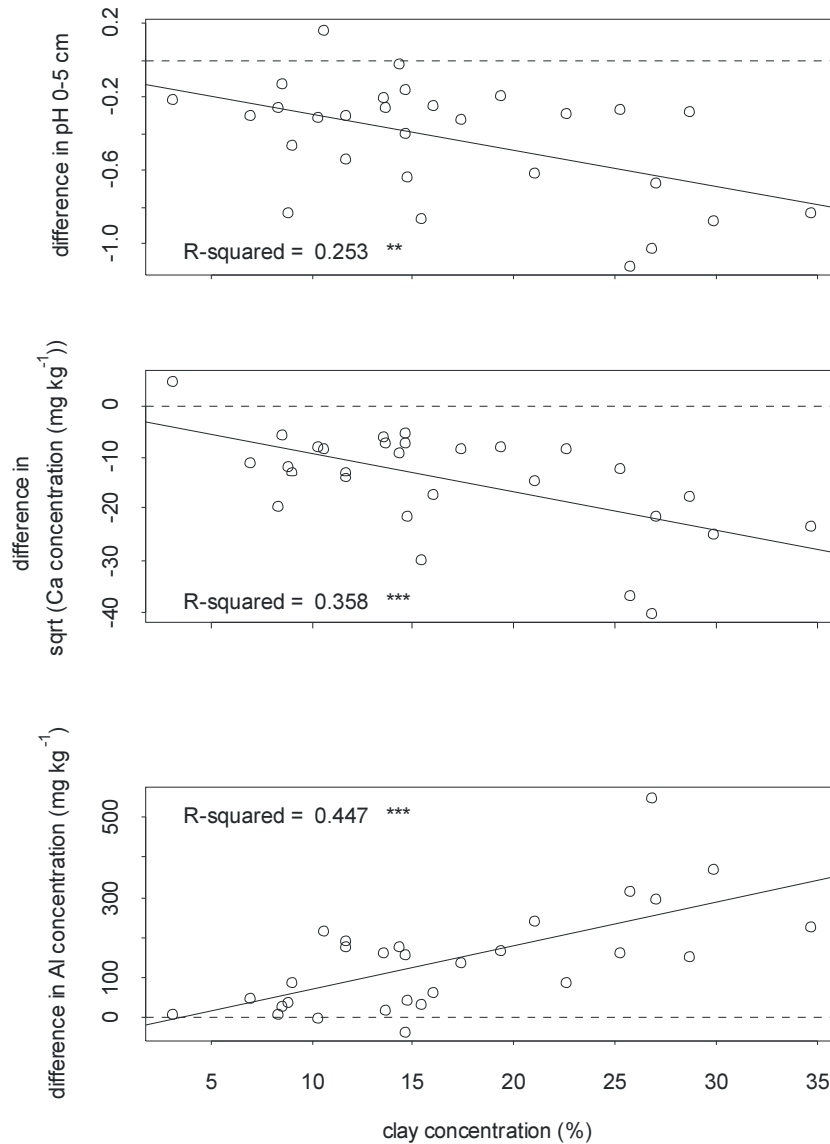 difference in pH 0-5 cm
0.2
-0.2
-0.6
-1.0
R-squared = 0.253 **
difference in
sqrt (Ca concentration (mg kg⁻¹))
0
-10
-20
-30
-40
R-squared = 0.358 ***
difference in Al concentration (mg kg⁻¹)
500
300
100
0
R-squared = 0.447 ***
5 10 15 20 25 30 35
clay concentration (%)